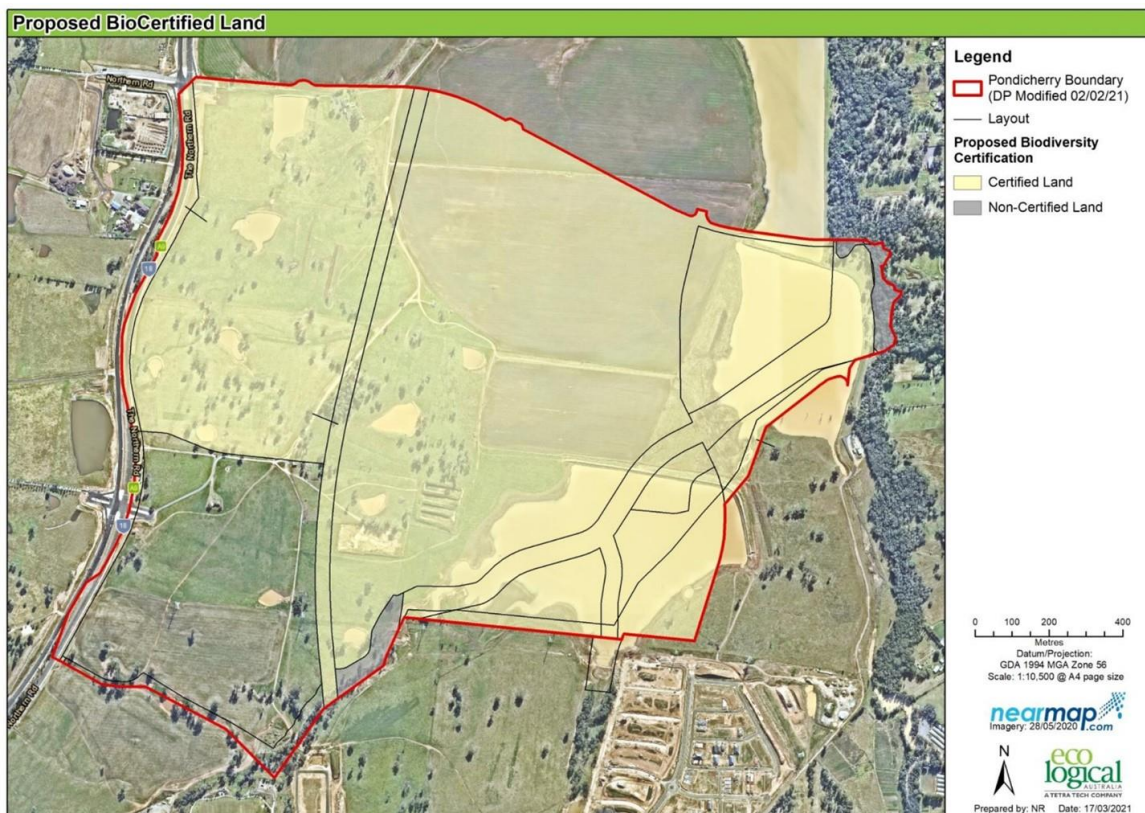 Proposed BioCertified Land
Northern Rd
The Northern Rd
The Northern Rd
Northern Rd
Legend
Pondicherry Boundary
(DP Modified 02/02/21)
Layout
Proposed Biodiversity
Certification
Certified Land
Non-Certified Land
0 100 200 400
Metres
Datum/Projection:
GDA 1994 MGA Zone 56
Scale: 1:10,500 @ A4 page size
nearmap
.com
Imagery: 28/05/2020
N
eco
logical
AUSTRALIA
A TETRA TECH COMPANY
Prepared by: NR Date: 17/03/2021